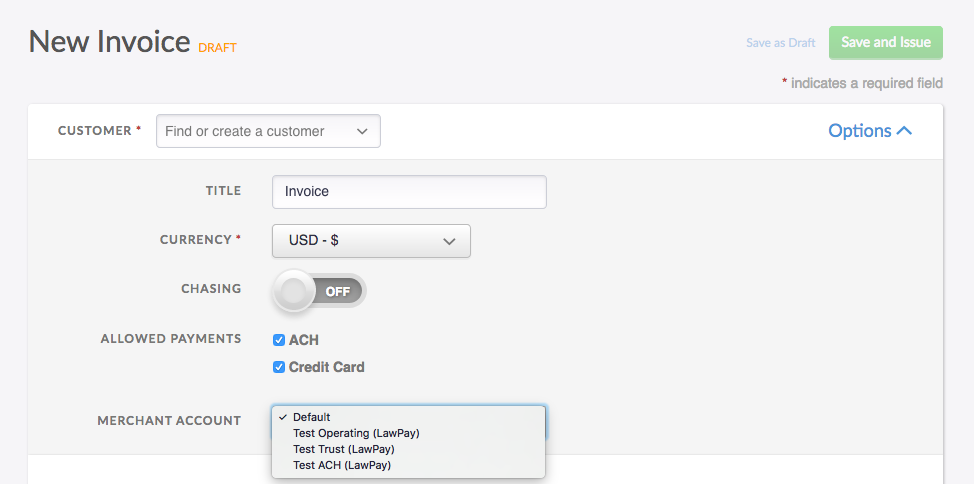 New Invoice DRAFT
Save as Draft
Save and Issue
* indicates a required field
CUSTOMER *
Find or create a customer
Options
TITLE
Invoice
CURRENCY *
USD - $
CHASING
OFF
ALLOWED PAYMENTS
ACH
Credit Card
MERCHANT ACCOUNT
✓ Default
Test Operating (LawPay)
Test Trust (LawPay)
Test ACH (LawPay)